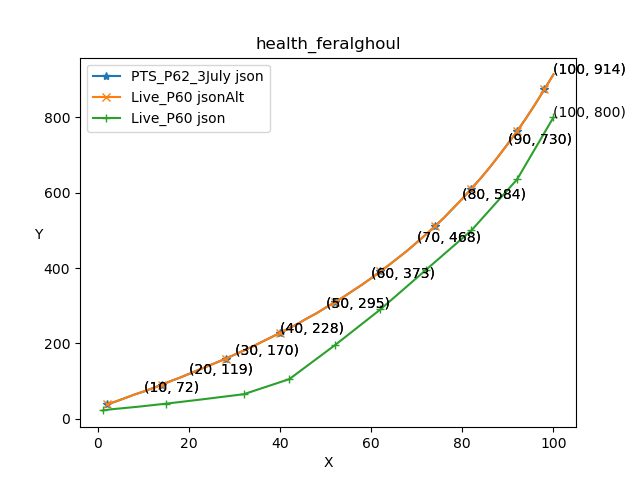 health_feralghoul
PTS_P62_3July json
Live_P60 jsonAlt
Live_P60 json
(100, 914)
(100, 800)
(90, 730)
(80, 584)
(70, 468)
(60, 373)
(50, 295)
(40, 228)
(30, 170)
(20, 119)
(10, 72)
800
600
400
200
0
Y
0 20 40 60 80 100
X